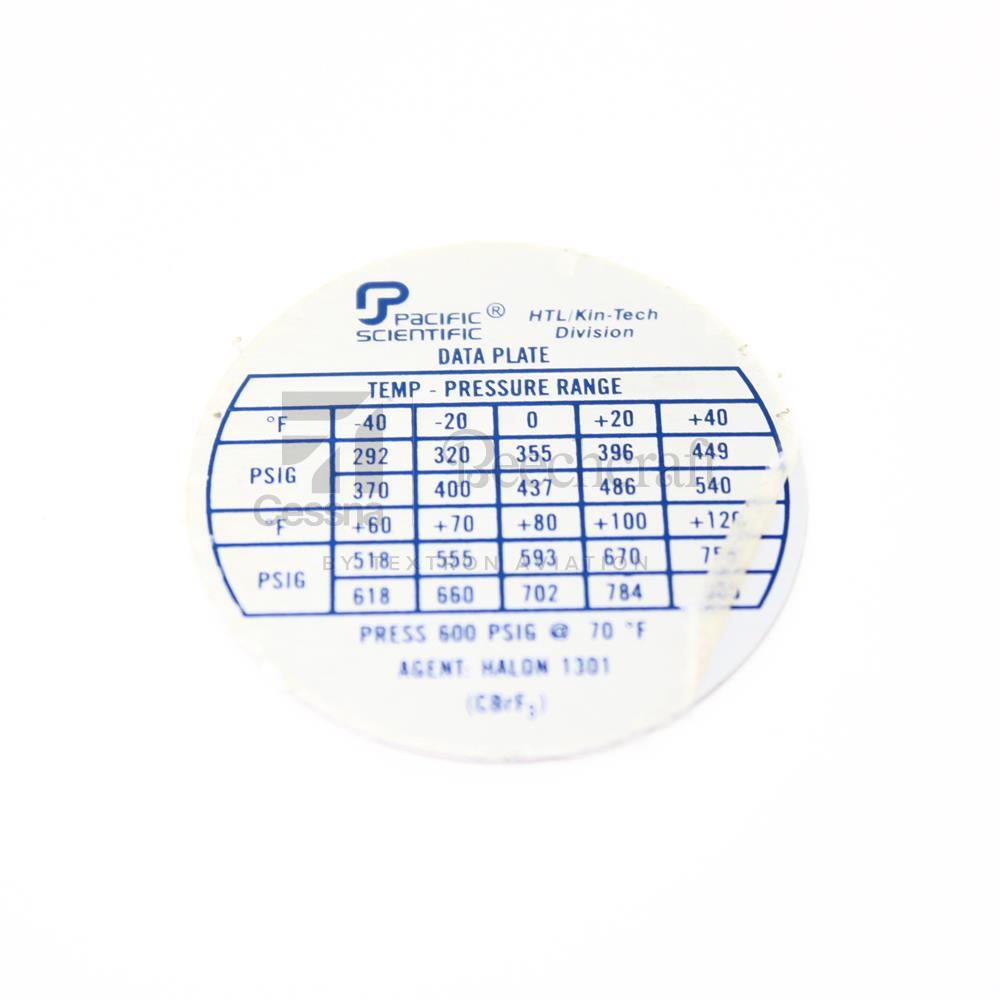 PACIFIC ®
SCIENTIFIC
HTL/Kin-Tech
Division
DATA PLATE
TEMP - PRESSURE RANGE
°F -40 -20 0 +20 +40
PSIG
292 320 355 396 449
370 400 437 486 540
°F +60 +70 +80 +100
PSIG
518 555 593 670
618 660 702 784
PRESS 600 PSIG @ 70 °F
AGENT: HALON 1301
(CBrF₃)
Cessna
Beechcraft
BY TEXTRON AVIATION